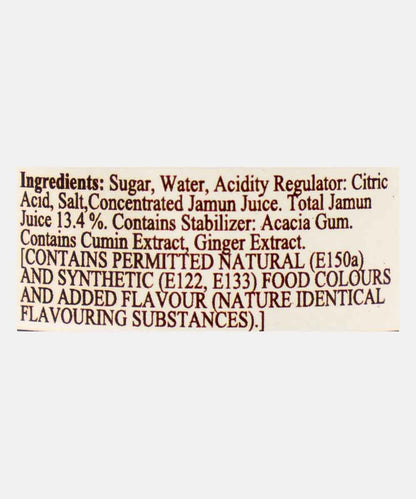 Ingredients: Sugar, Water, Acidity Regulator: Citric
Acid, Salt,Concentrated Jamun Juice. Total Jamun
Juice 13.4%. Contains Stabilizer: Acacia Gum.
Contains Cumin Extract, Ginger Extract.
[CONTAINS PERMITTED NATURAL (E150a)
AND SYNTHETIC (E122, E133) FOOD COLOURS
AND ADDED FLAVOUR (NATURE IDENTICAL
FLAVOURING SUBSTANCES).]